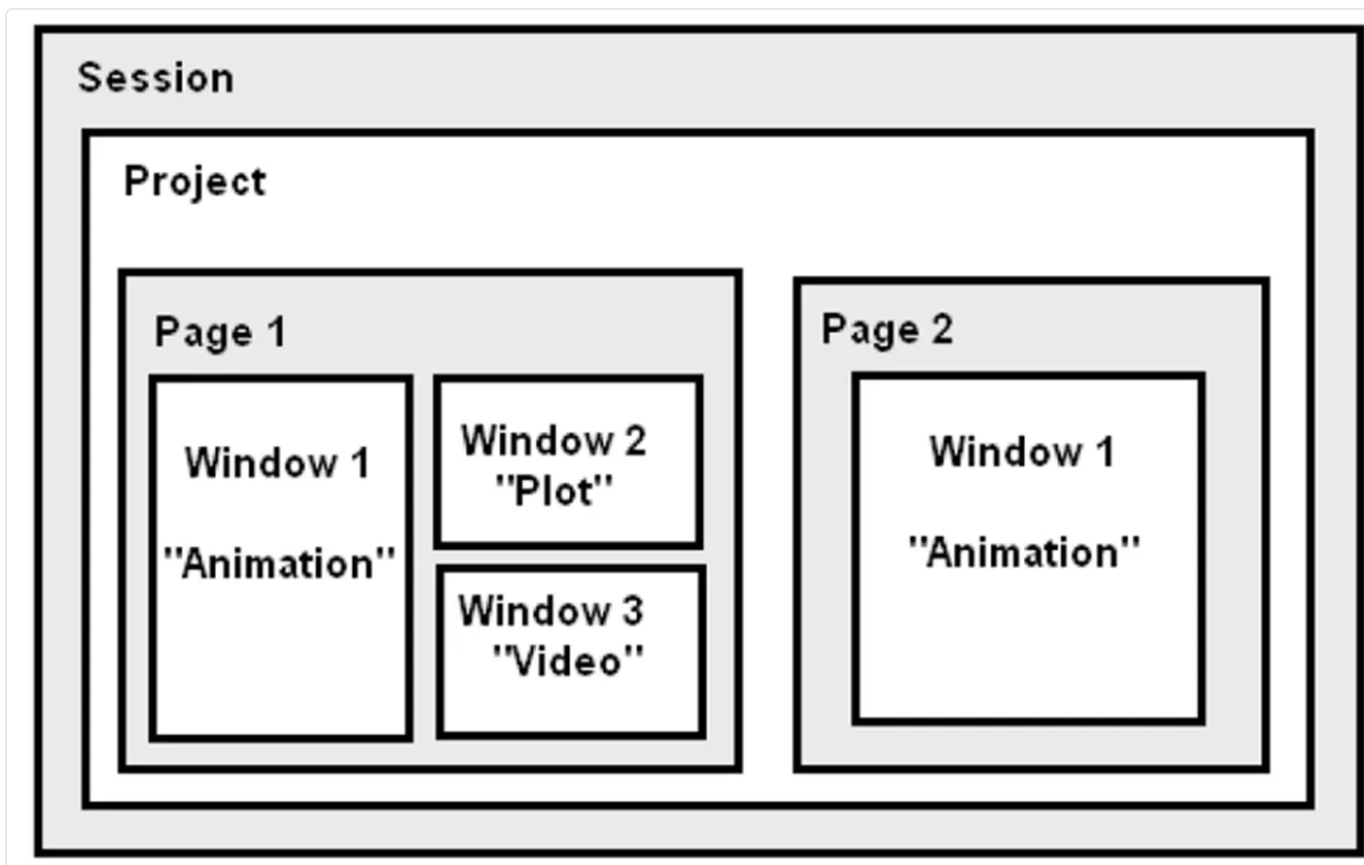 Session
Project
Page 1
Window 1
"Animation"
Window 2
"Plot"
Window 3
"Video"
Page 2
Window 1
"Animation"